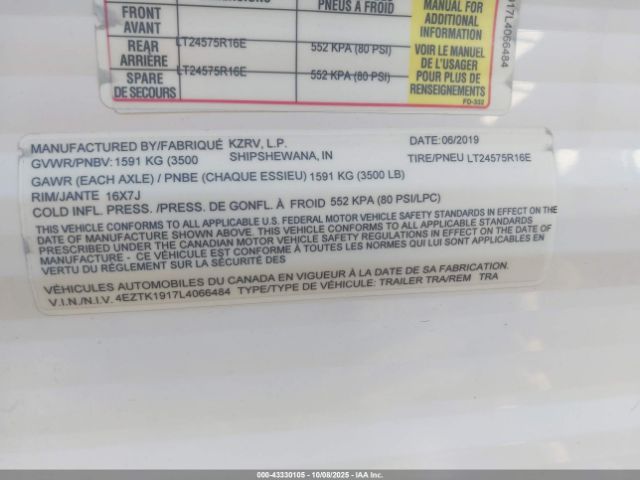 DIMENSIONS PNEUS À FROID MANUAL FOR
FRONT
AVANT ADDITIONAL
INFORMATION
REAR
ARRIÈRE LT24575R16E 552 KPA (80 PSI) VOIR LE MANUEL
DE L'USAGER
SPARE
DE SECOURS LT24575R16E 552 KPA (80 PSI) POUR PLUS DE
RENSEIGNEMENTS
FO-332
917L4066484
MANUFACTURED BY/FABRIQUÉ KZRV, L.P. DATE: 06/2019
GVWR/PNBV: 1591 KG (3500 SHIPSHEWANA, IN TIRE/PNEU LT24575R16E
GAWR (EACH AXLE) / PNBE (CHAQUE ESSIEU) 1591 KG (3500 LB)
RIM/JANTE 16X7J
COLD INFL. PRESS. /PRESS. DE GONFL. À FROID 552 KPA (80 PSI/LPC)
THIS VEHICLE CONFORMS TO ALL APPLICABLE U.S. FEDERAL MOTOR VEHICLE SAFETY STANDARDS IN EFFECT ON THE
DATE OF MANUFACTURE SHOWN ABOVE. THIS VEHICLE CONFORMS TO ALL APPLICABLE STANDARDS
PRESCRIBED UNDER THE CANADIAN MOTOR VEHICLE SAFETY REGULATIONS IN EFFECT ON THE DATE OF
MANUFACTURE - CE VÉHICULE EST CONFORME À TOUTES LES NORMES QUI LUI SONT APPLICABLES EN
VERTU DU RÈGLEMENT SUR LA SÉCURITÉ DES
VÉHICULES AUTOMOBILES DU CANADA EN VIGUEUR À LA DATE DE SA FABRICATION.
V.I.N./N.I.V. 4EZTK1917L4066484 TYPE/TYPE DE VÉHICULE: TRAILER TRA/REM TRA
000-43330105 - 10/08/2025 - IAA Inc.